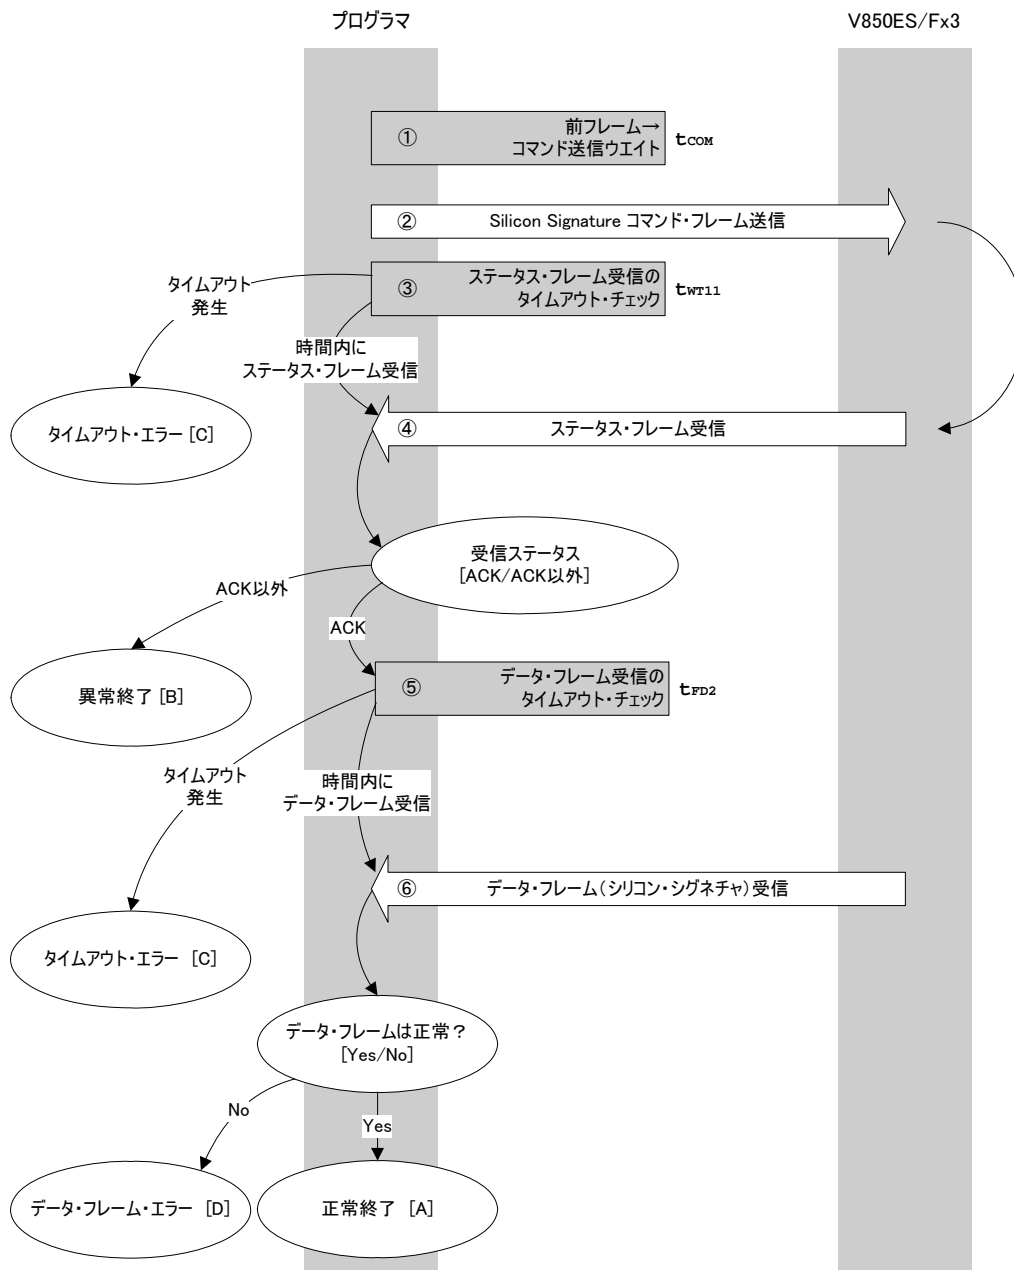 プログラマ
V850ES/Fx3
①
前フレーム→
コマンド送信ウエイト
tCOM
②
Silicon Signature コマンド・フレーム送信
タイムアウト
発生
③
ステータス・フレーム受信の
タイムアウト・チェック
tWT11
時間内に
ステータス・フレーム受信
タイムアウト・エラー [C]
④
ステータス・フレーム受信
受信ステータス
[ACK/ACK以外]
ACK以外
ACK
異常終了 [B]
⑤
データ・フレーム受信の
タイムアウト・チェック
tFD2
タイムアウト
発生
時間内に
データ・フレーム受信
⑥
データ・フレーム（シリコン・シグネチャ）受信
タイムアウト・エラー [C]
データ・フレームは正常？
[Yes/No]
No
Yes
データ・フレーム・エラー [D]
正常終了 [A]